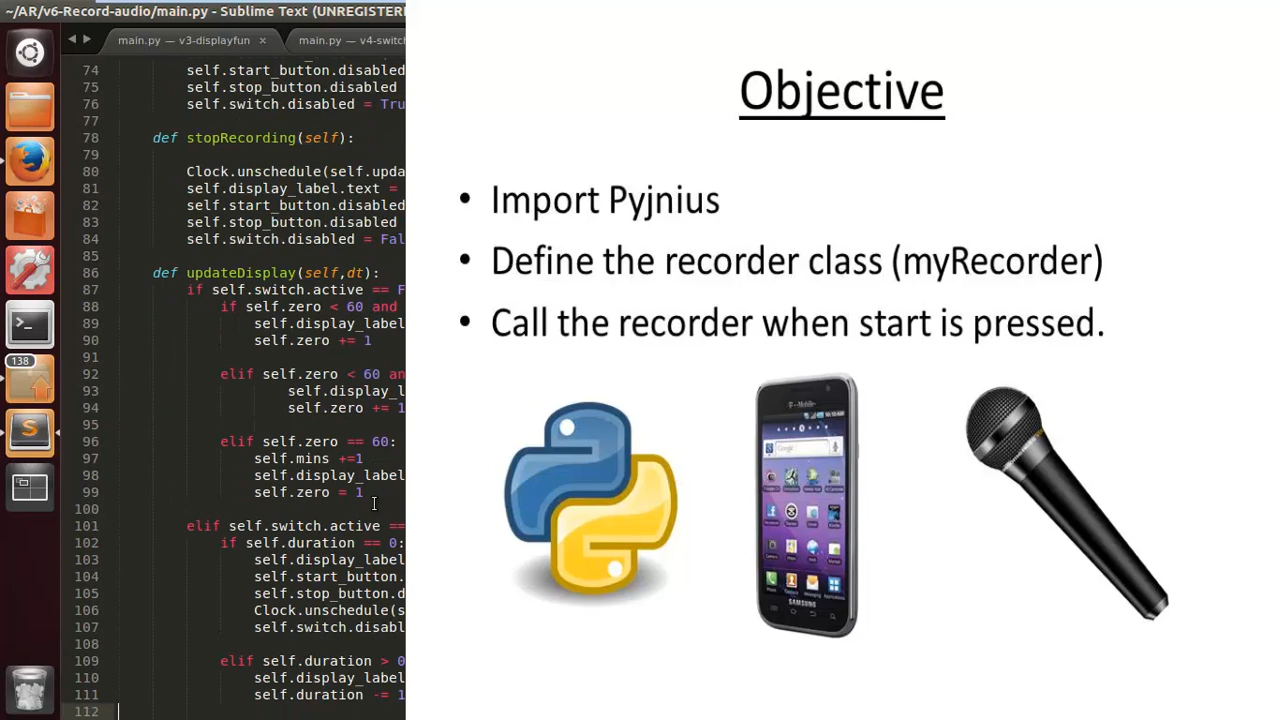 ~/AR/v6-Record-audio/main.py - Sublime Text (UNREGISTERE
main.py — v3-displayfun × main.py — v4-switc
74 self.start_button.disabled
75 self.stop_button.disabled
76 self.switch.disabled = Tru
77
78 def stopRecording(self):
79
80 Clock.unschedule(self.upda
81 self.display_label.text =
82 self.start_button.disabled
83 self.stop_button.disabled
84 self.switch.disabled = Fal
85
86 def updateDisplay(self,dt):
87 if self.switch.active == F
88 if self.zero < 60 and
89 self.display_label
90 self.zero += 1
91
92 elif self.zero < 60 an
93 self.display_l
94 self.zero += 1
95
96 elif self.zero == 60:
97 self.mins +=1
98 self.display_label
99 self.zero = 1
100
101 elif self.switch.active ==
102 if self.duration == 0:
103 self.display_label
104 self.start_button.
105 self.stop_button.d
106 Clock.unschedule(s
107 self.switch.disabl
108
109 elif self.duration > 0
110 self.display_label
111 self.duration -= 1
112
138
Objective
• Import Pyjnius
• Define the recorder class (myRecorder)
• Call the recorder when start is pressed.
T-Mobile
Google
SAMSUNG